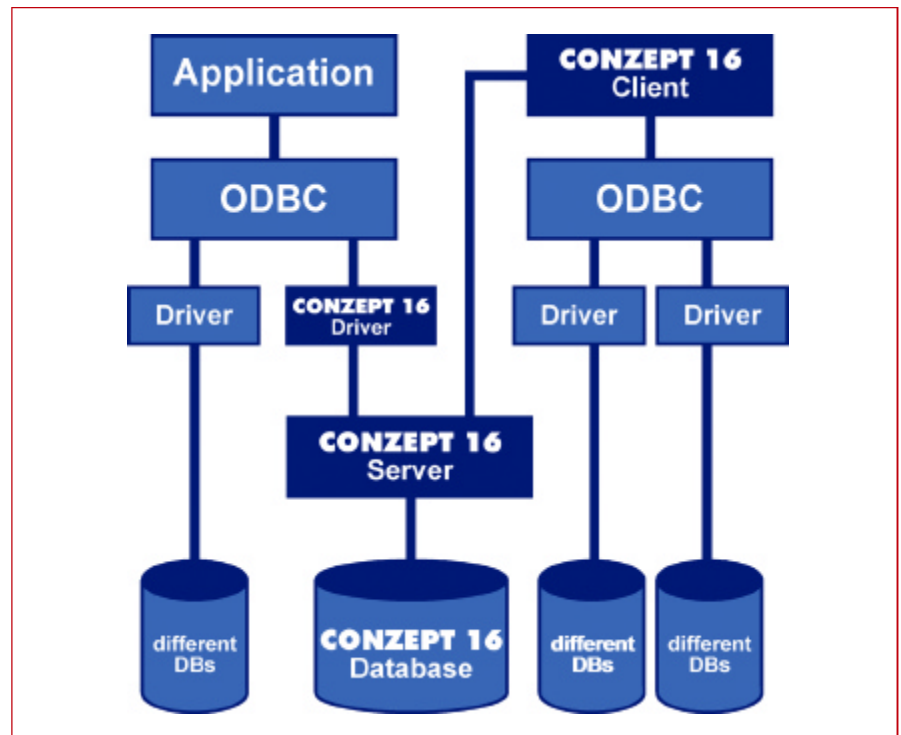 Application
CONZEPT 16
Client
ODBC
ODBC
Driver
CONZEPT 16
Driver
Driver
Driver
CONZEPT 16
Server
different
DBs
CONZEPT 16
Database
different
DBs
different
DBs